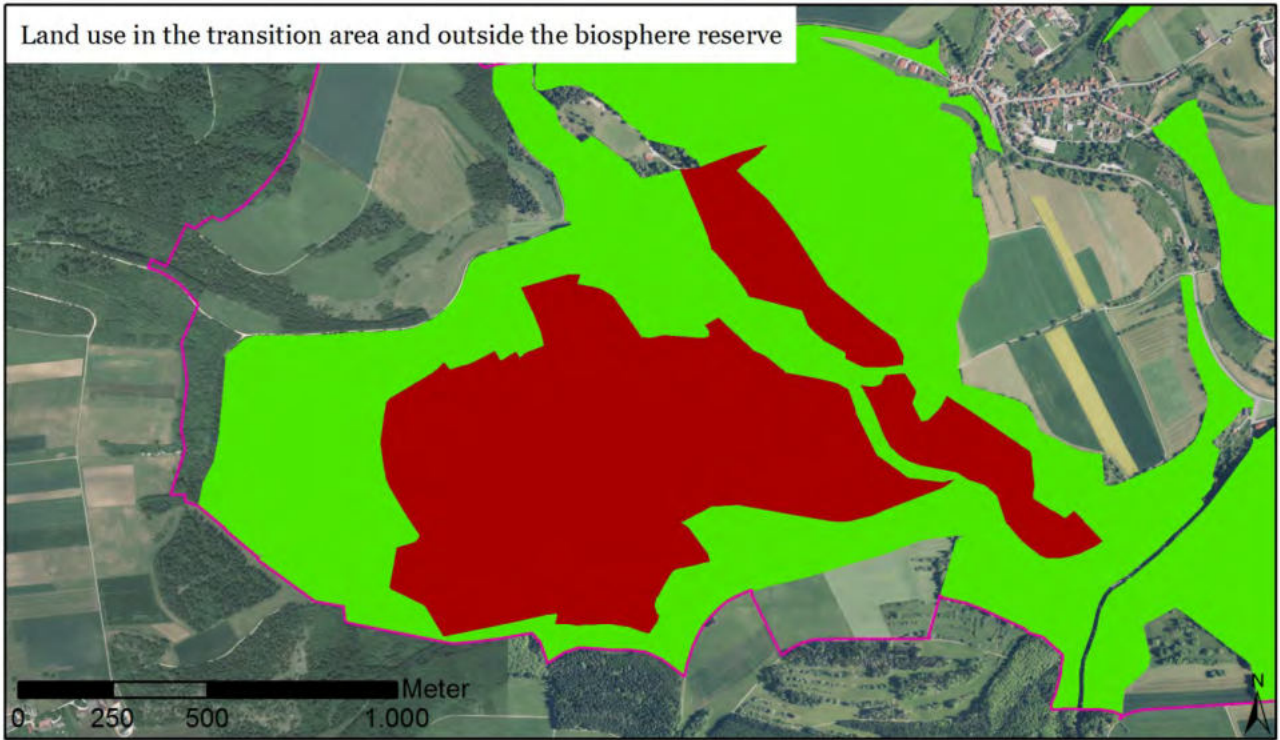 Land use in the transition area and outside the biosphere reserve
Meter
0 250 500 1.000
N